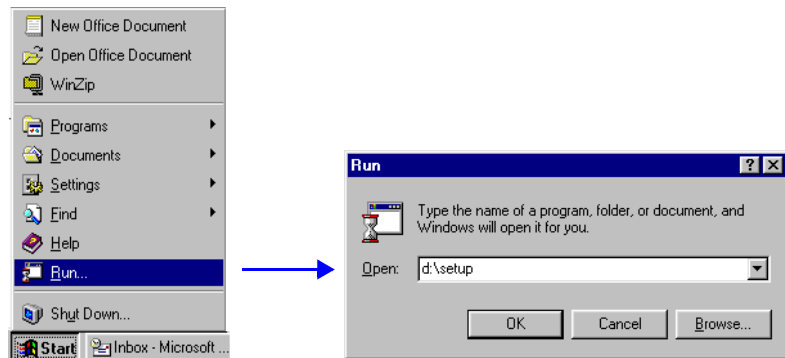 New Office Document
Open Office Document
WinZip
Programs
Documents
Settings
Find
Help
Run...
Shut Down...
Start
Inbox - Microsoft ...
Run
Type the name of a program, folder, or document, and
Windows will open it for you.
Open:
d:\setup
OK
Cancel
Browse...